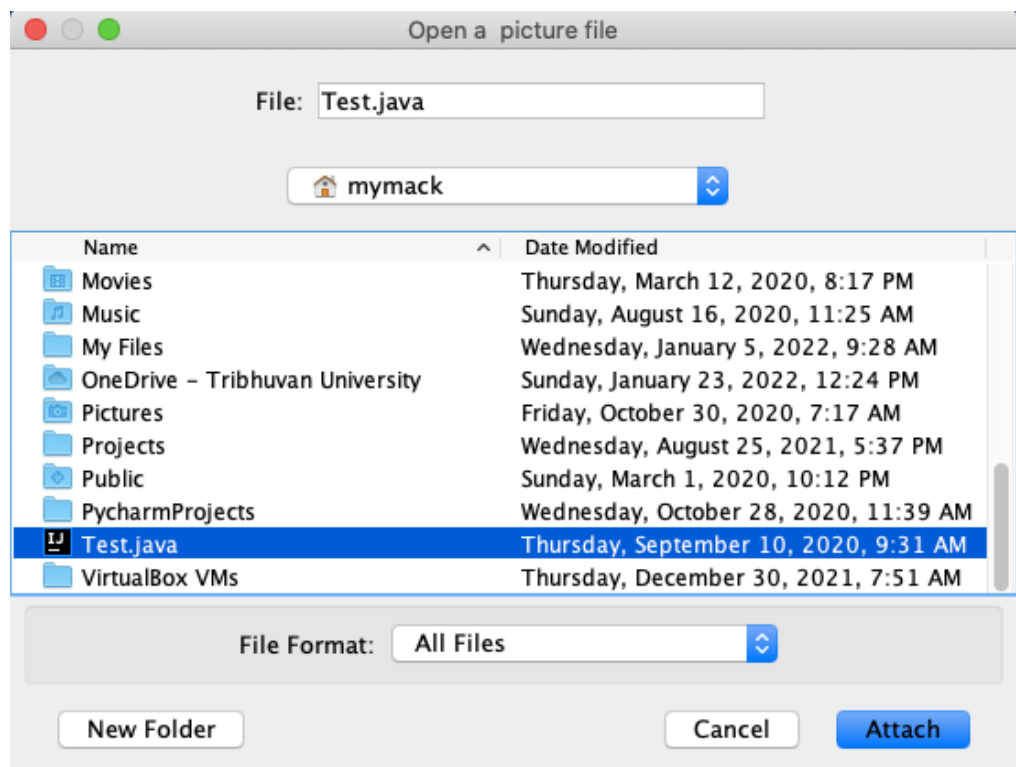 Open a  picture file
File: Test.java
mymack
Name Date Modified
Movies Thursday, March 12, 2020, 8:17 PM
Music Sunday, August 16, 2020, 11:25 AM
My Files Wednesday, January 5, 2022, 9:28 AM
OneDrive – Tribhuvan University Sunday, January 23, 2022, 12:24 PM
Pictures Friday, October 30, 2020, 7:17 AM
Projects Wednesday, August 25, 2021, 5:37 PM
Public Sunday, March 1, 2020, 10:12 PM
PycharmProjects Wednesday, October 28, 2020, 11:39 AM
IJ Test.java Thursday, September 10, 2020, 9:31 AM
VirtualBox VMs Thursday, December 30, 2021, 7:51 AM
File Format: All Files
New Folder Cancel Attach